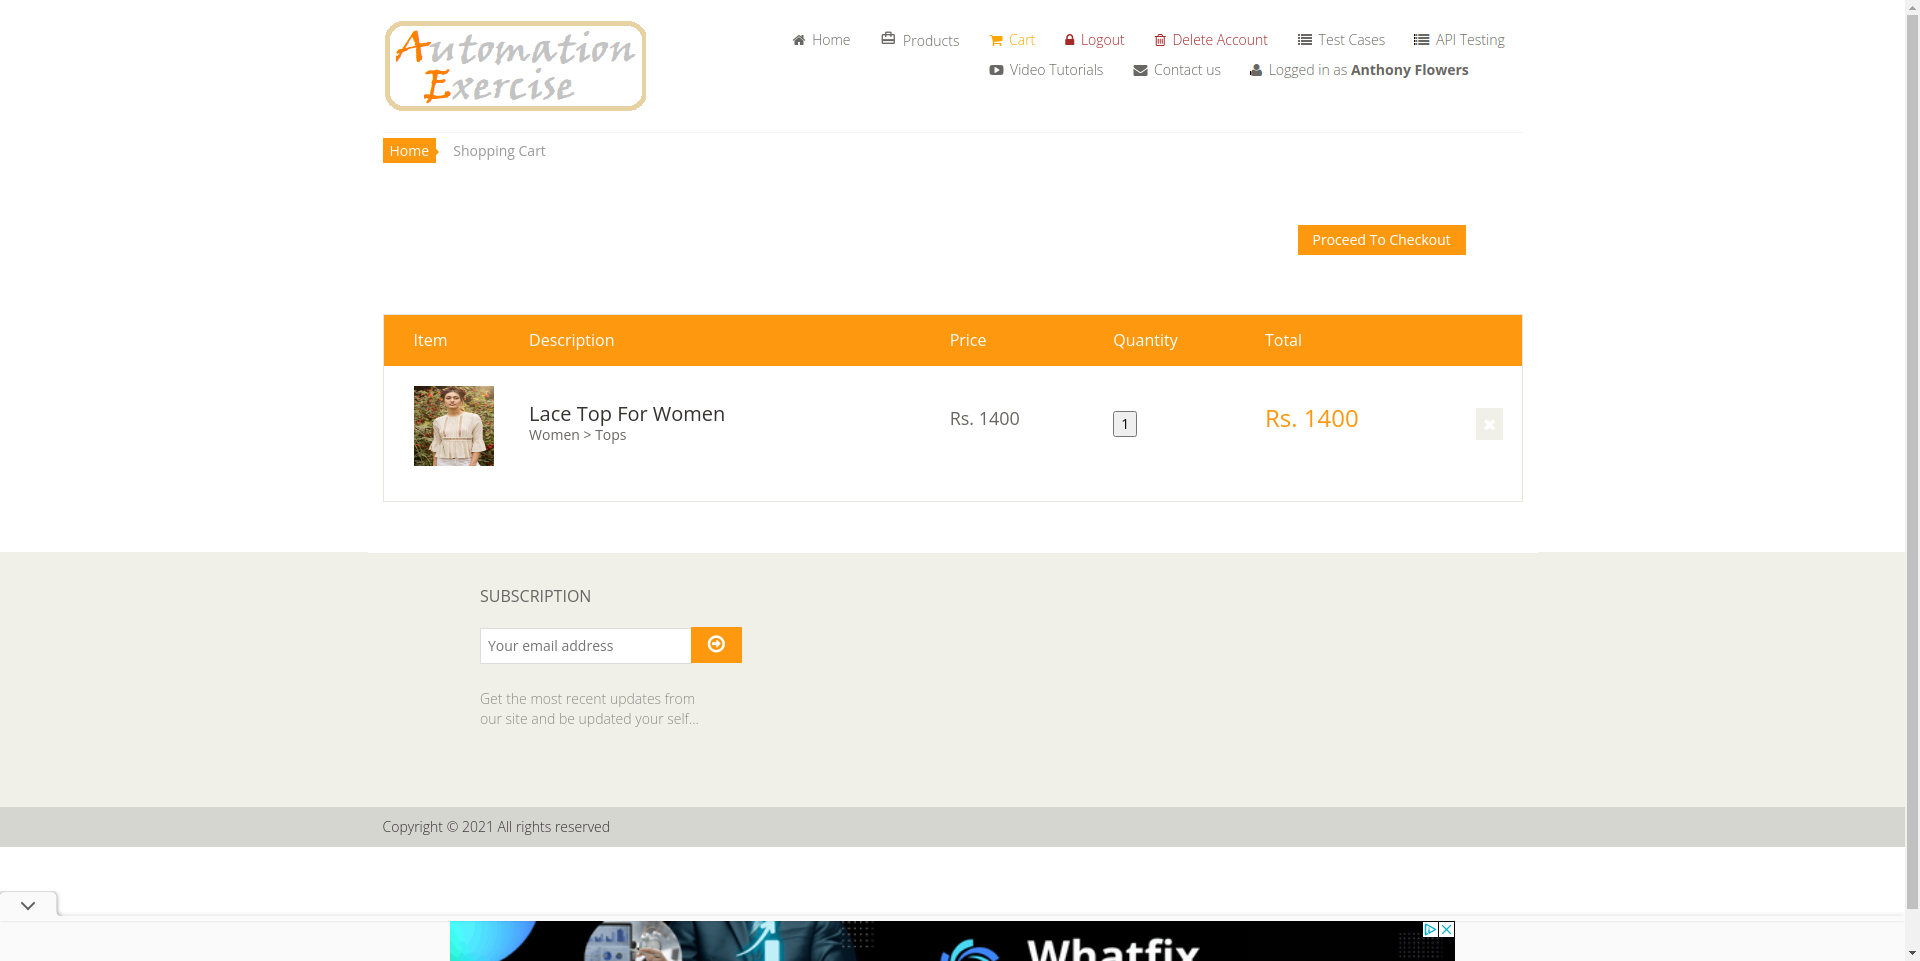 Automation
Exercise
Home
Products
Cart
Logout
Delete Account
Test Cases
API Testing
Video Tutorials
Contact us
Logged in as Anthony Flowers
Home
Shopping Cart
Proceed To Checkout
Item Description Price Quantity Total
Lace Top For Women
Women > Tops
Rs. 1400
1
Rs. 1400
SUBSCRIPTION
Your email address
Get the most recent updates from
our site and be updated your self...
Copyright © 2021 All rights reserved
Whatfix